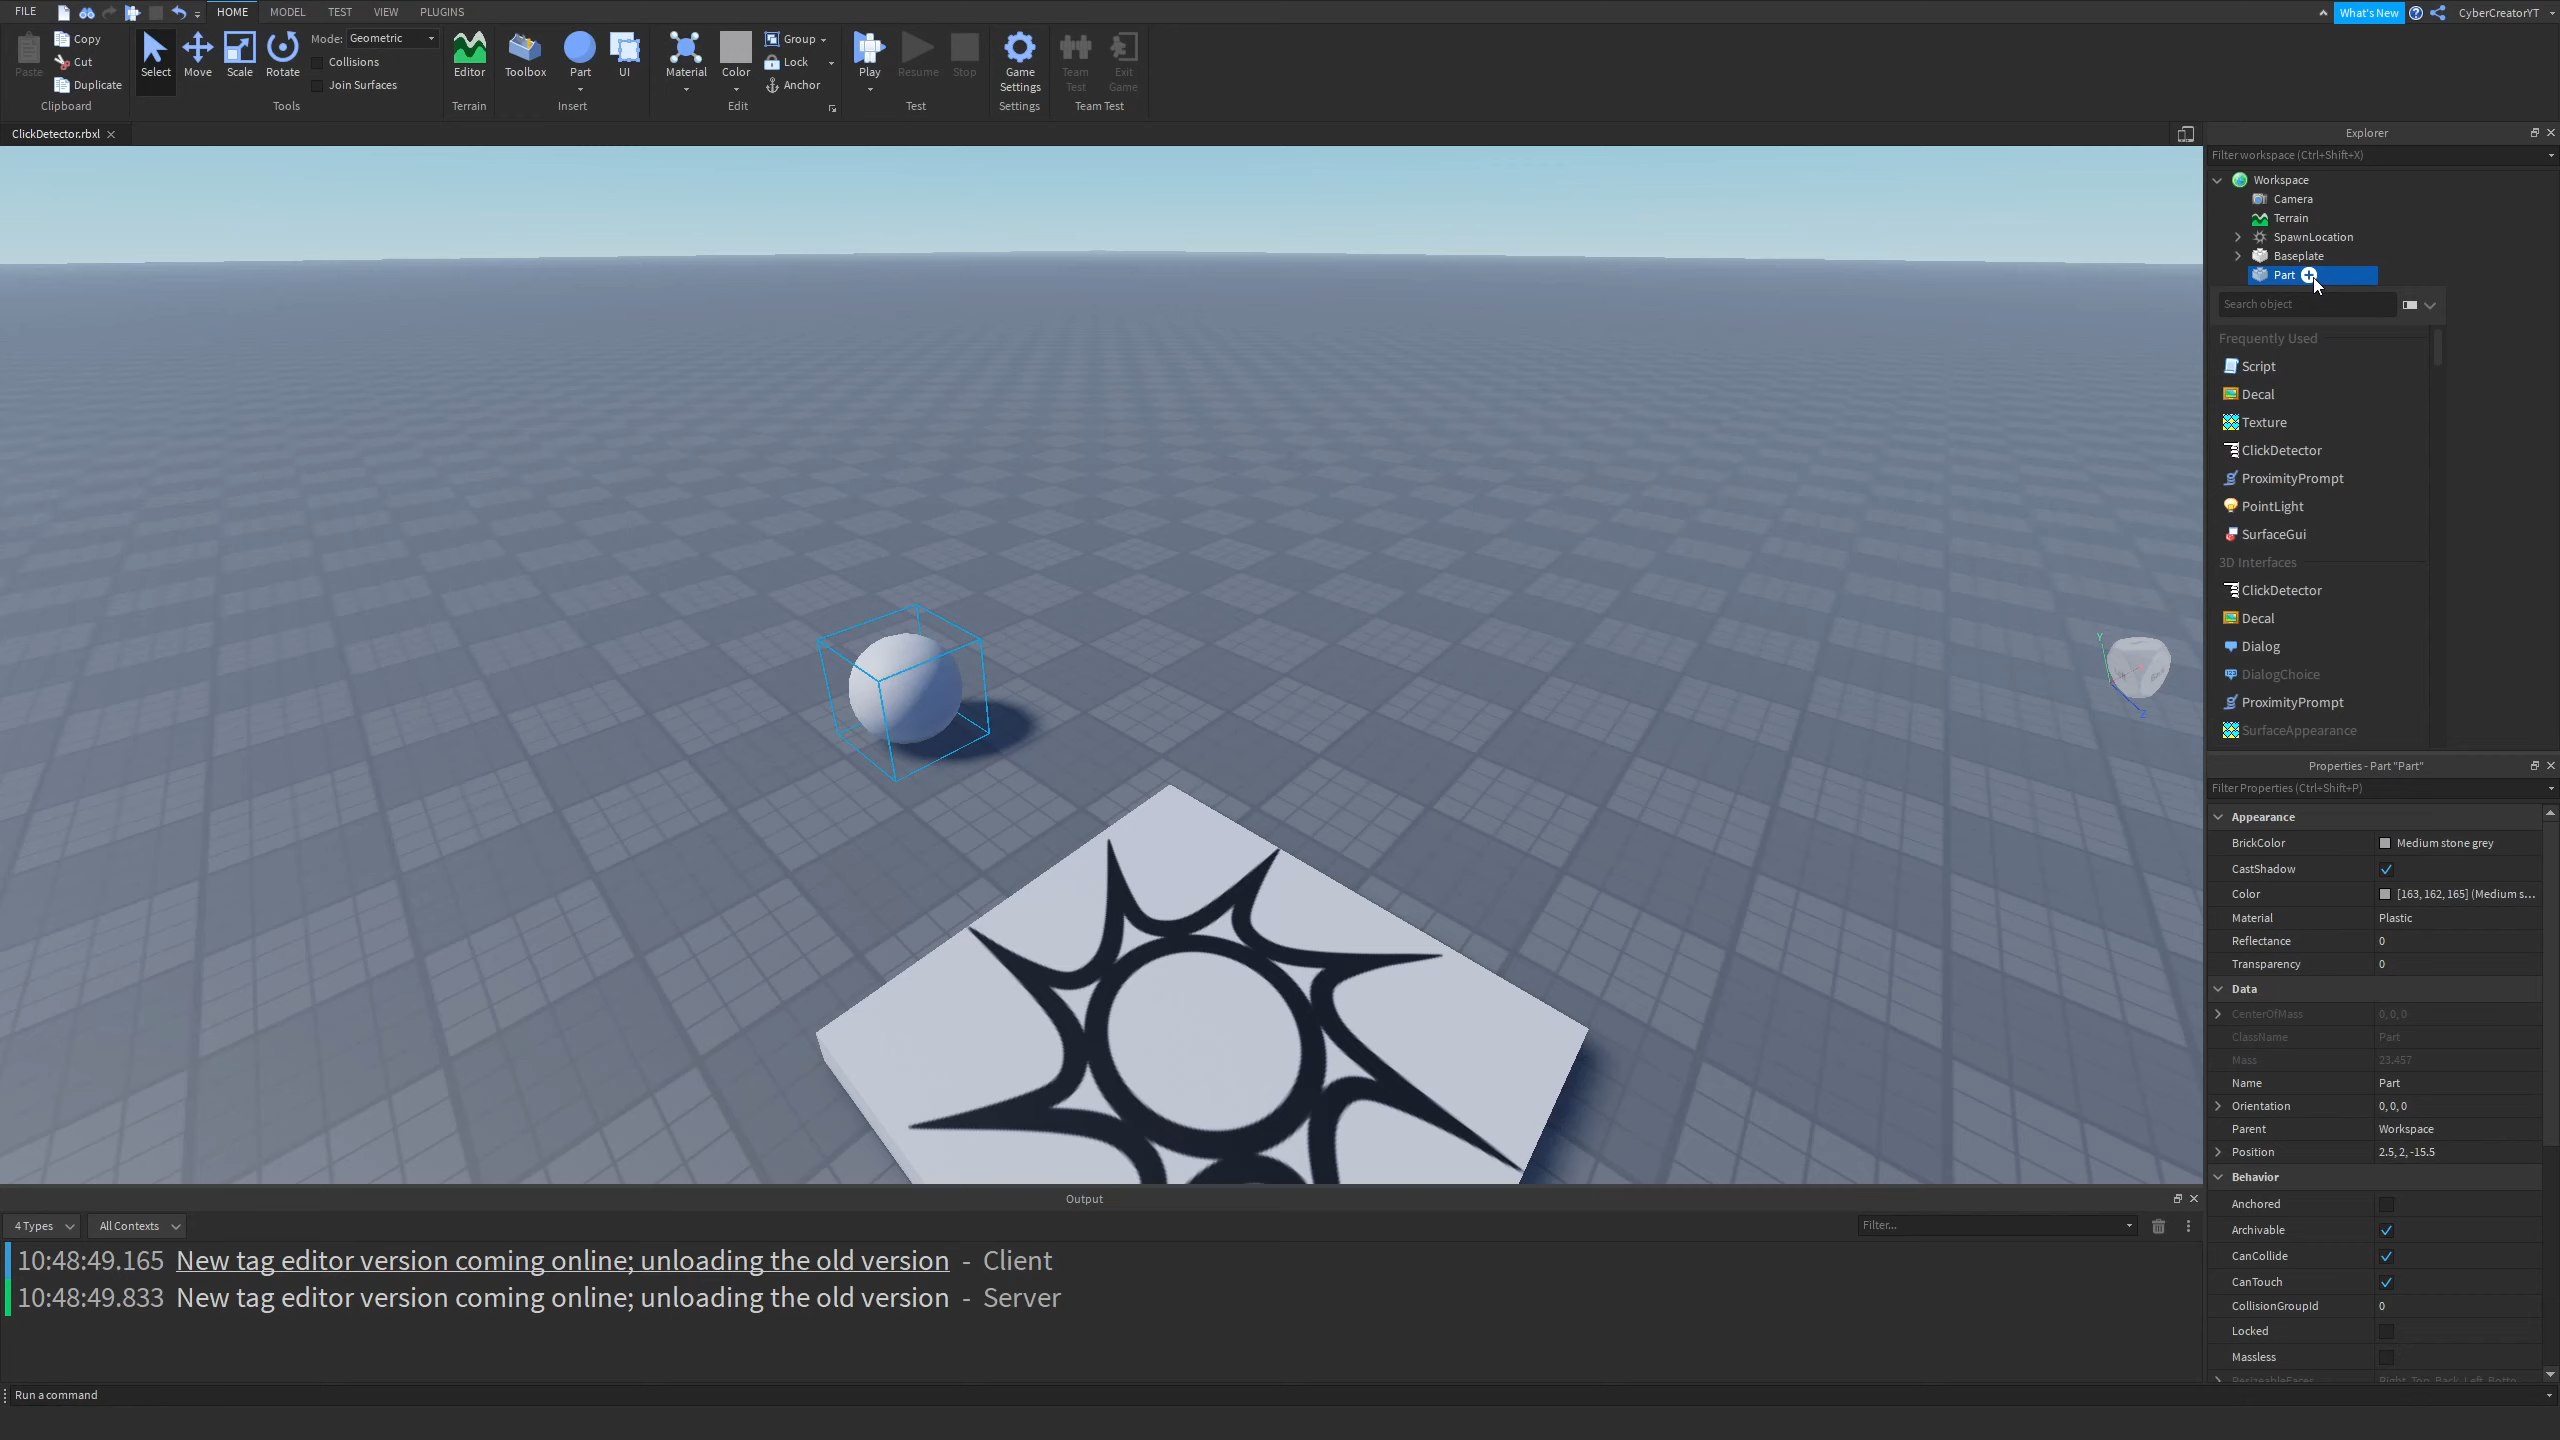 FILE
HOME
MODEL
TEST
VIEW
PLUGINS
What's New
CyberCreatorYT
Paste
Copy
Cut
Duplicate
Clipboard
Select
Move
Scale
Rotate
Mode: Geometric
Collisions
Join Surfaces
Tools
Editor
Terrain
Toolbox
Part
UI
Insert
Material
Color
Group
Lock
Anchor
Edit
Play
Resume
Stop
Test
Game
Settings
Settings
Team
Test
Exit
Game
Team Test
ClickDetector.rbxl
Explorer
Filter workspace (Ctrl+Shift+X)
Workspace
Camera
Terrain
SpawnLocation
Baseplate
Part
Search object
Frequently Used
Script
Decal
Texture
ClickDetector
ProximityPrompt
PointLight
SurfaceGui
3D Interfaces
ClickDetector
Decal
Dialog
DialogChoice
ProximityPrompt
SurfaceAppearance
Y
Z
Properties - Part "Part"
Filter Properties (Ctrl+Shift+P)
Appearance
BrickColor Medium stone grey
CastShadow
Color [163, 162, 165] (Medium s...
Material Plastic
Reflectance 0
Transparency 0
Data
CenterOfMass 0, 0, 0
ClassName Part
Mass 23.457
Name Part
Orientation 0, 0, 0
Parent Workspace
Position 2.5, 2, -15.5
Behavior
Anchored
Archivable
CanCollide
CanTouch
CollisionGroupId 0
Locked
Massless
Output
4 Types
All Contexts
Filter...
10:48:49.165 New tag editor version coming online; unloading the old version - Client
10:48:49.833 New tag editor version coming online; unloading the old version - Server
Run a command